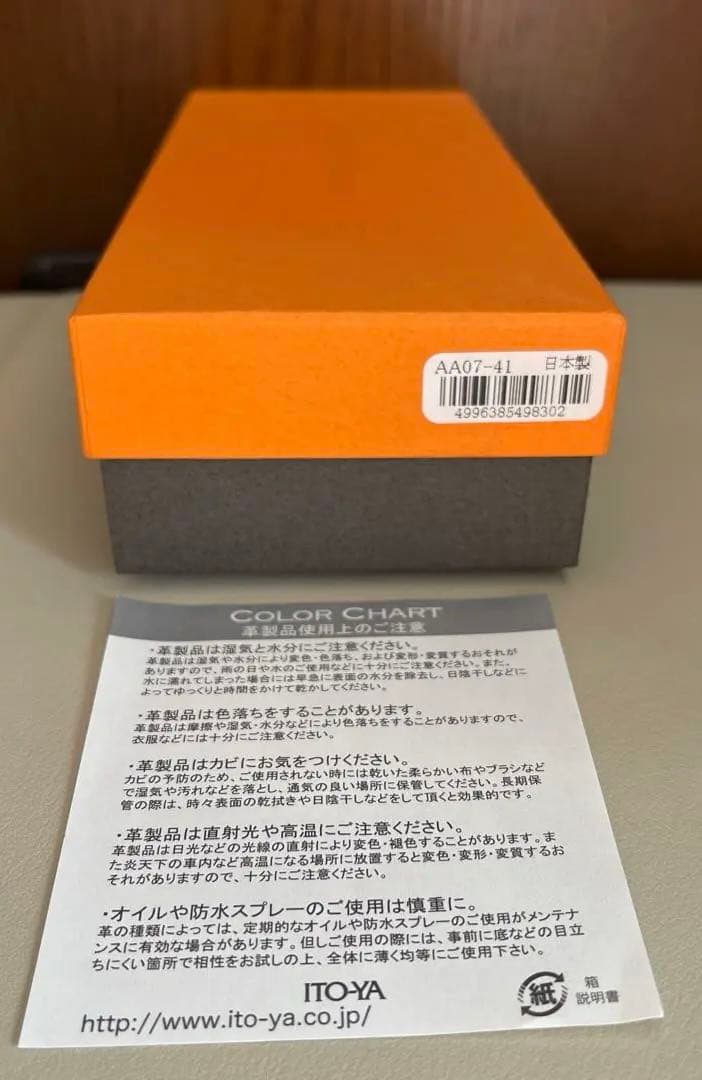 AA07-41 日本製
4996385498302
COLOR CHART
革製品使用上のご注意
・革製品は湿気と水分にご注意ください。
革製品は湿気や水分により変色・色落ち、および変形・変質するおそれが
ありますので、雨の日や水のご使用などに十分にご注意ください。また、
水に濡れてしまった場合には早急に表面の水分を除去し、日陰干しなどに
よってゆっくりと時間をかけて乾かしてください。
・革製品は色落ちをすることがあります。
革製品は摩擦や湿気・水分などにより色落ちをすることがありますので、
衣服などには十分にご注意ください。
・革製品はカビにお気をつけください。
カビの予防のため、ご使用されない時には乾いた柔らかい布やブラシなど
で湿気や汚れなどを落とし、通気の良い場所に保管してください。長期保
管の際は、時々表面の乾拭きや日陰干しなどをして頂くと効果的です。
・革製品は直射光や高温にご注意ください。
革製品は日光などの光線の直射により変色・褪色することがあります。ま
た炎天下の車内など高温になる場所に放置すると変色・変形・変質するお
それがありますので、十分にご注意ください。
・オイルや防水スプレーのご使用は慎重に。
革の種類によっては、定期的なオイルや防水スプレーのご使用がメンテナ
ンスに有効な場合があります。但しご使用の際には、事前に底などの目立
ちにくい箇所で相性をお試しの上、全体に薄く均等にご使用下さい。
ITO-YA
http://www.ito-ya.co.jp/
紙
箱
説明書